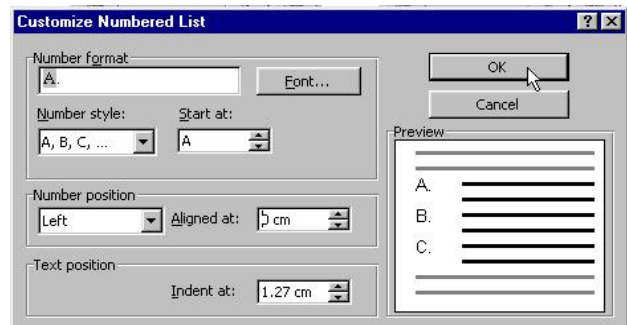 Customize Numbered List
Number format
A.
Font...
Number style:
Start at:
A, B, C, ...
A
Number position
Left
Aligned at:
cm
Text position
Indent at:
1.27 cm
OK
Cancel
Preview
A.
B.
C.